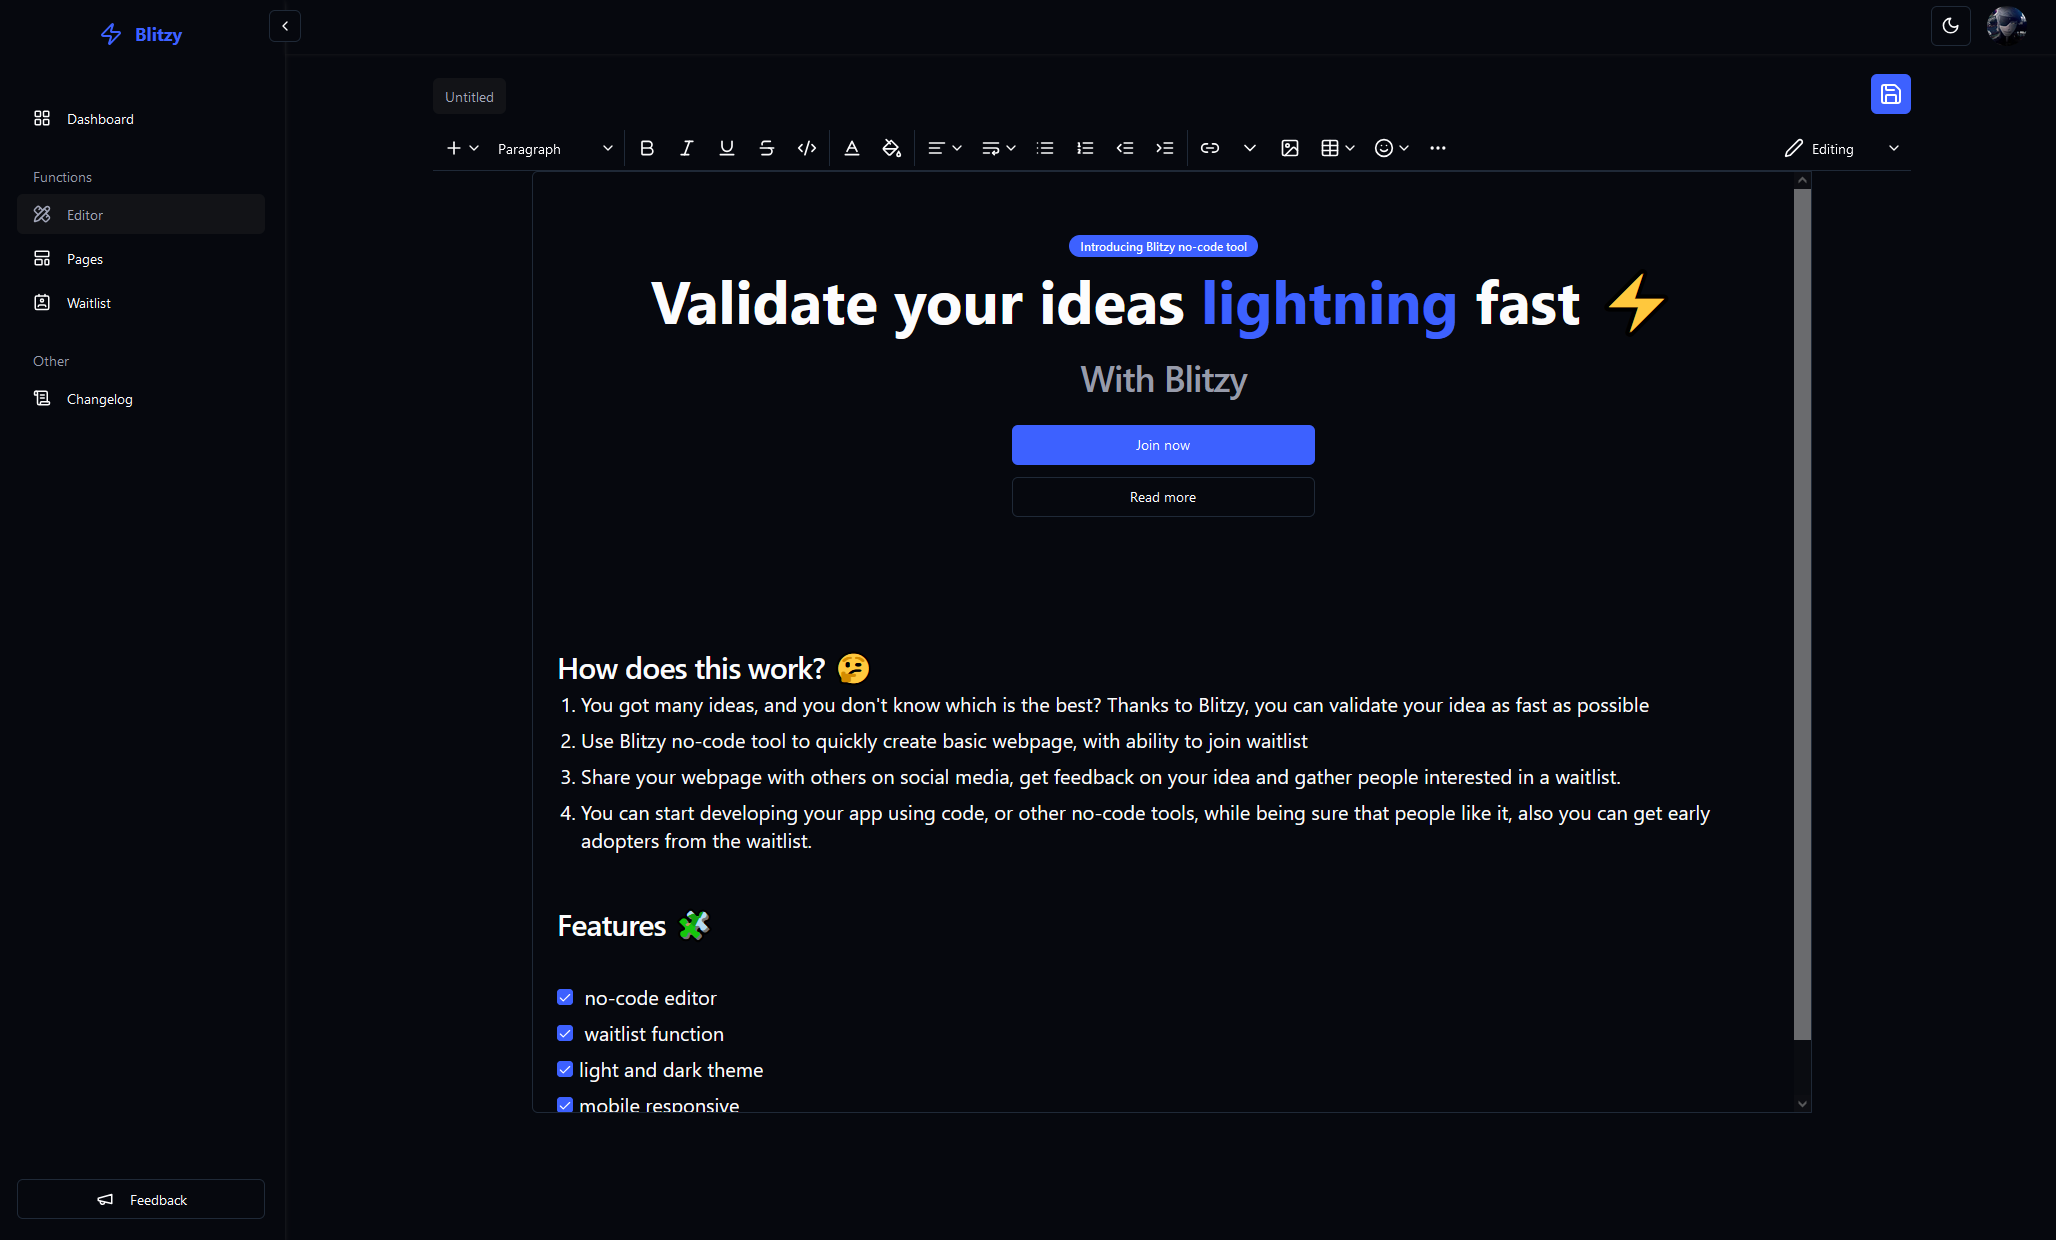 Blitzy
Dashboard
Functions
Editor
Pages
Waitlist
Other
Changelog
Feedback
Untitled
Paragraph
Editing
Introducing Blitzy no-code tool
Validate your ideas lightning fast ⚡
With Blitzy
Join now
Read more
How does this work? 🤔
1. You got many ideas, and you don't know which is the best? Thanks to Blitzy, you can validate your idea as fast as possible
2. Use Blitzy no-code tool to quickly create basic webpage, with ability to join waitlist
3. Share your webpage with others on social media, get feedback on your idea and gather people interested in a waitlist.
4. You can start developing your app using code, or other no-code tools, while being sure that people like it, also you can get early
adopters from the waitlist.
Features 🧩
no-code editor
waitlist function
light and dark theme
mobile responsive